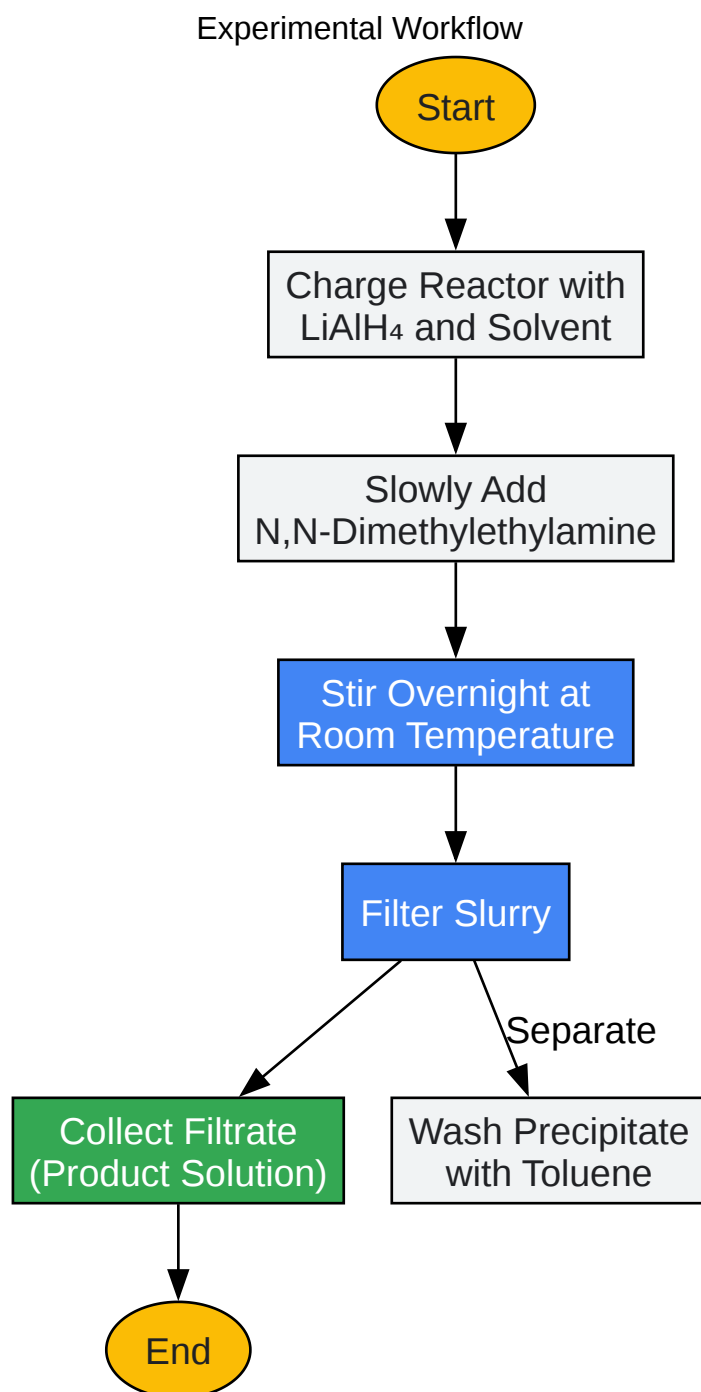 Experimental Workflow
Start
Charge Reactor with
LiAlH₄ and Solvent
Slowly Add
N,N-Dimethylethylamine
Stir Overnight at
Room Temperature
Filter Slurry
Separate
Collect Filtrate
(Product Solution)
Wash Precipitate
with Toluene
End